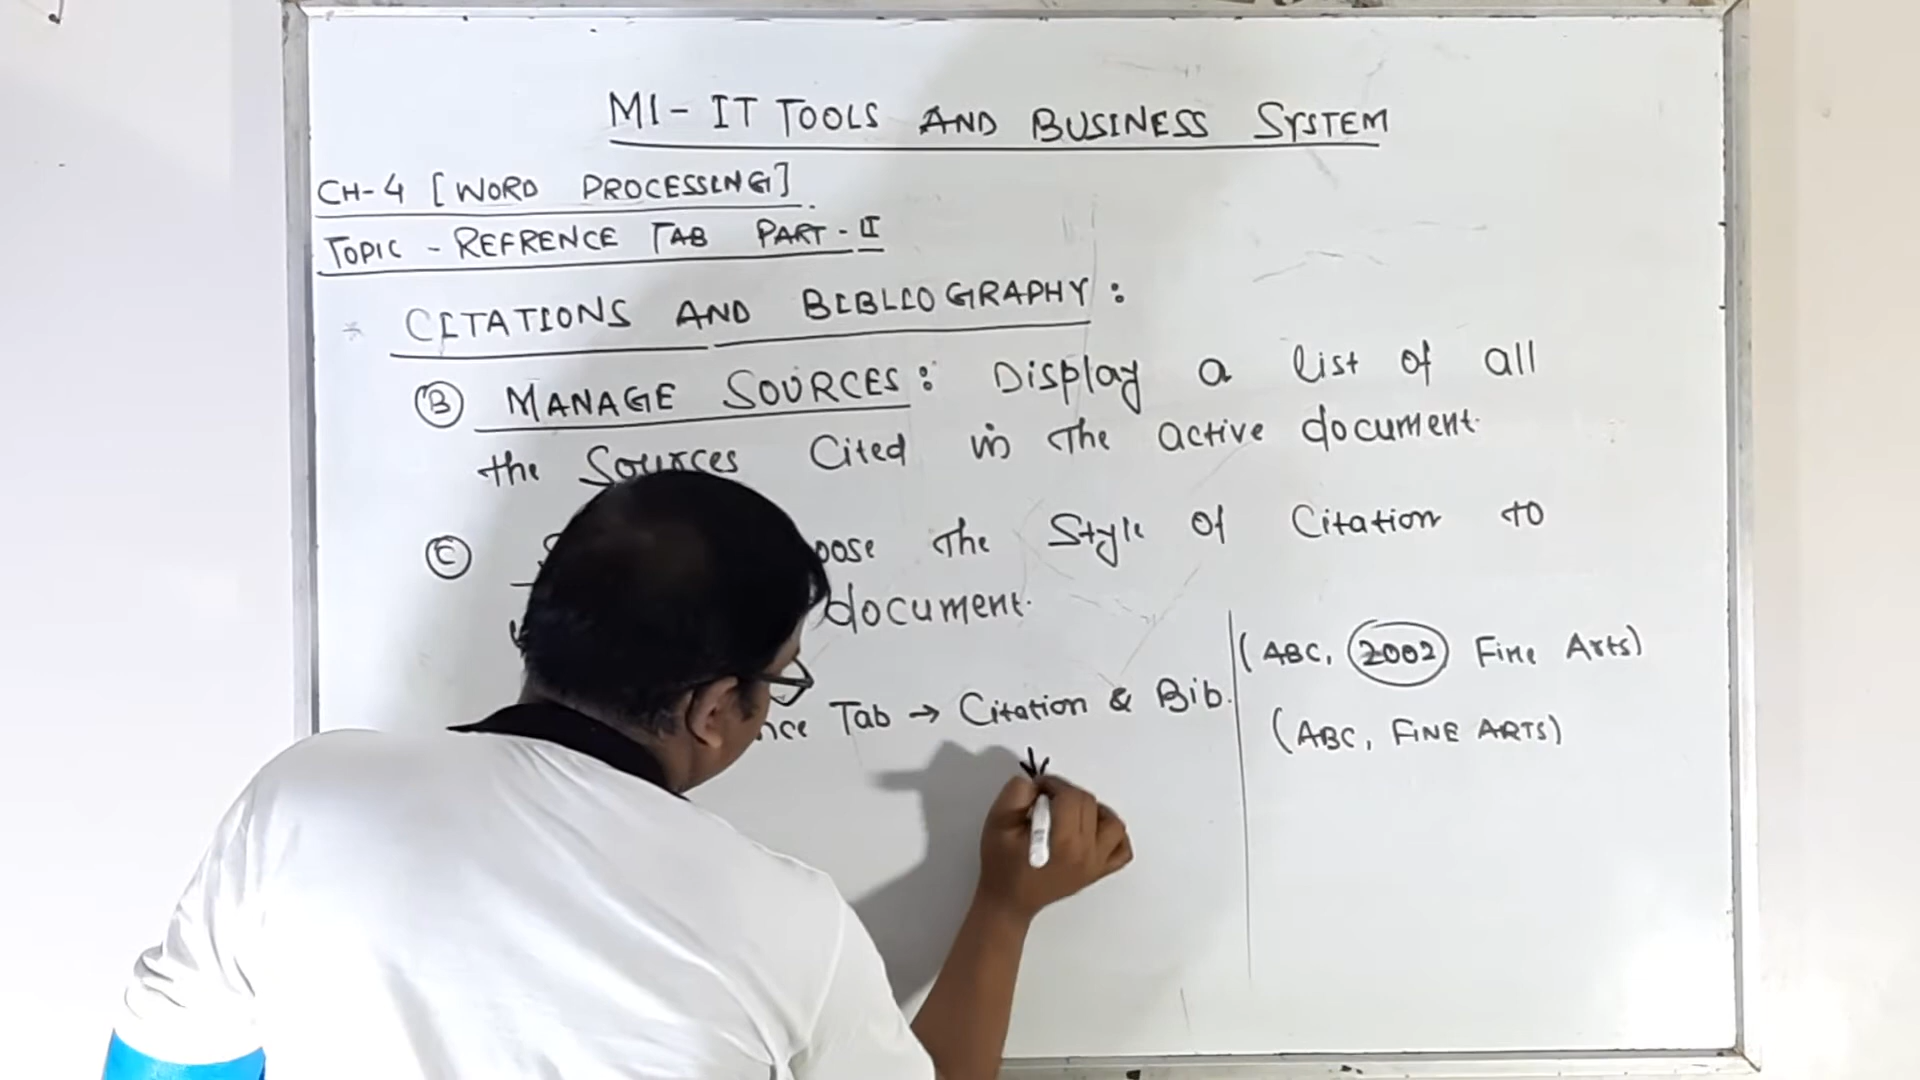 M1 - IT TOOLS AND BUSINESS SYSTEM
CH-4 [WORD PROCESSING]
TOPIC - REFRENCE TAB PART - II
* CITATIONS AND BIBLIOGRAPHY :
(B) MANAGE SOURCES : Display a list of all
the Sources Cited in the active document.
(C) oose the Style of Citation to
document.
nce Tab → Citation & Bib.
(ABC, 2002 Fine Arts)
(ABC, FINE ARTS)